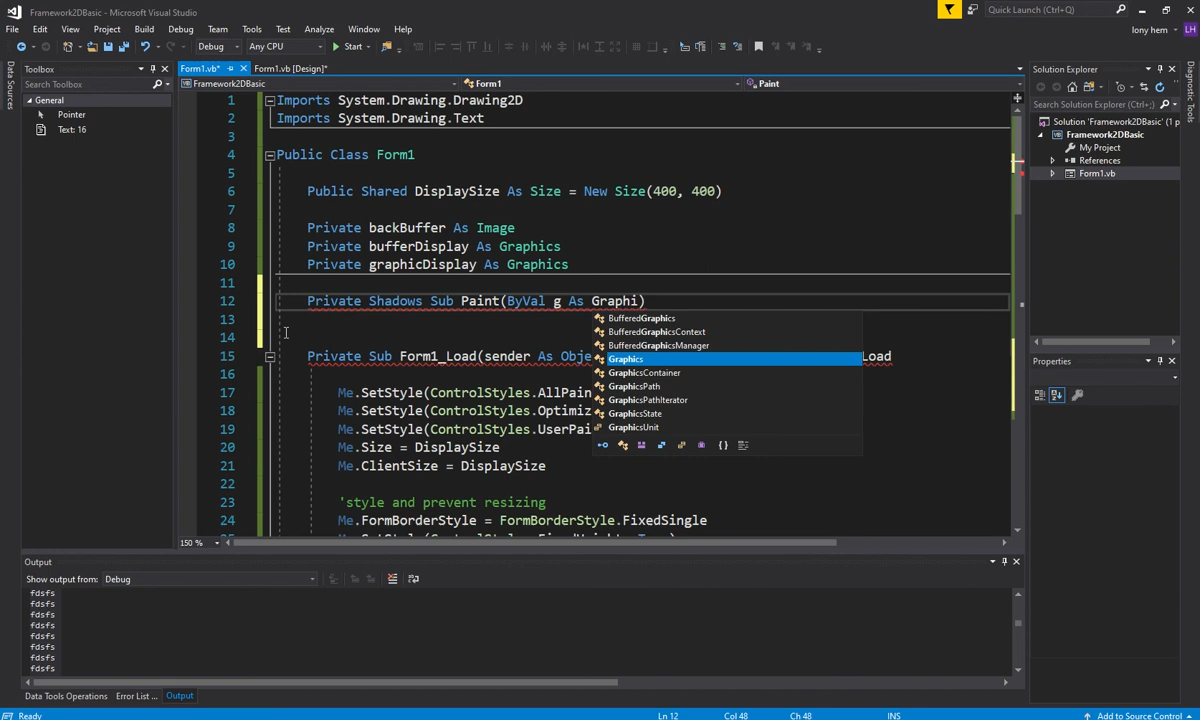 Framework2DBasic - Microsoft Visual Studio
Quick Launch (Ctrl+Q)
File Edit View Project Build Debug Team Tools Test Analyze Window Help
lony hem LH
Debug Any CPU Start
Data Sources
Toolbox
Search Toolbox
General
Pointer
Text: 16
Form1.vb* Form1.vb [Design]*
Framework2DBasic Form1 Paint
1 Imports System.Drawing.Drawing2D
2 Imports System.Drawing.Text
3
4 Public Class Form1
5
6 Public Shared DisplaySize As Size = New Size(400, 400)
7
8 Private backBuffer As Image
9 Private bufferDisplay As Graphics
10 Private graphicDisplay As Graphics
11
12 Private Shadows Sub Paint(ByVal g As Graphi)
13
14
15 Private Sub Form1_Load(sender As Obje
oad
16
17 Me.SetStyle(ControlStyles.AllPain
18 Me.SetStyle(ControlStyles.Optimiz
19 Me.SetStyle(ControlStyles.UserPai
20 Me.Size = DisplaySize
21 Me.ClientSize = DisplaySize
22
23 'style and prevent resizing
24 Me.FormBorderStyle = FormBorderStyle.FixedSingle
BufferedGraphics
BufferedGraphicsContext
BufferedGraphicsManager
Graphics
GraphicsContainer
GraphicsPath
GraphicsPathIterator
GraphicsState
GraphicsUnit
150 %
Solution Explorer
Search Solution Explorer (Ctrl+;)
Solution 'Framework2DBasic' (1 p
Framework2DBasic
My Project
References
Form1.vb
Properties
Diagnostic Tools
Output
Show output from: Debug
fdsfs
fdsfs
fdsfs
fdsfs
fdsfs
fdsfs
fdsfs
fdsfs
Data Tools Operations Error List ... Output
Ready Ln 12 Col 48 Ch 48 INS Add to Source Control